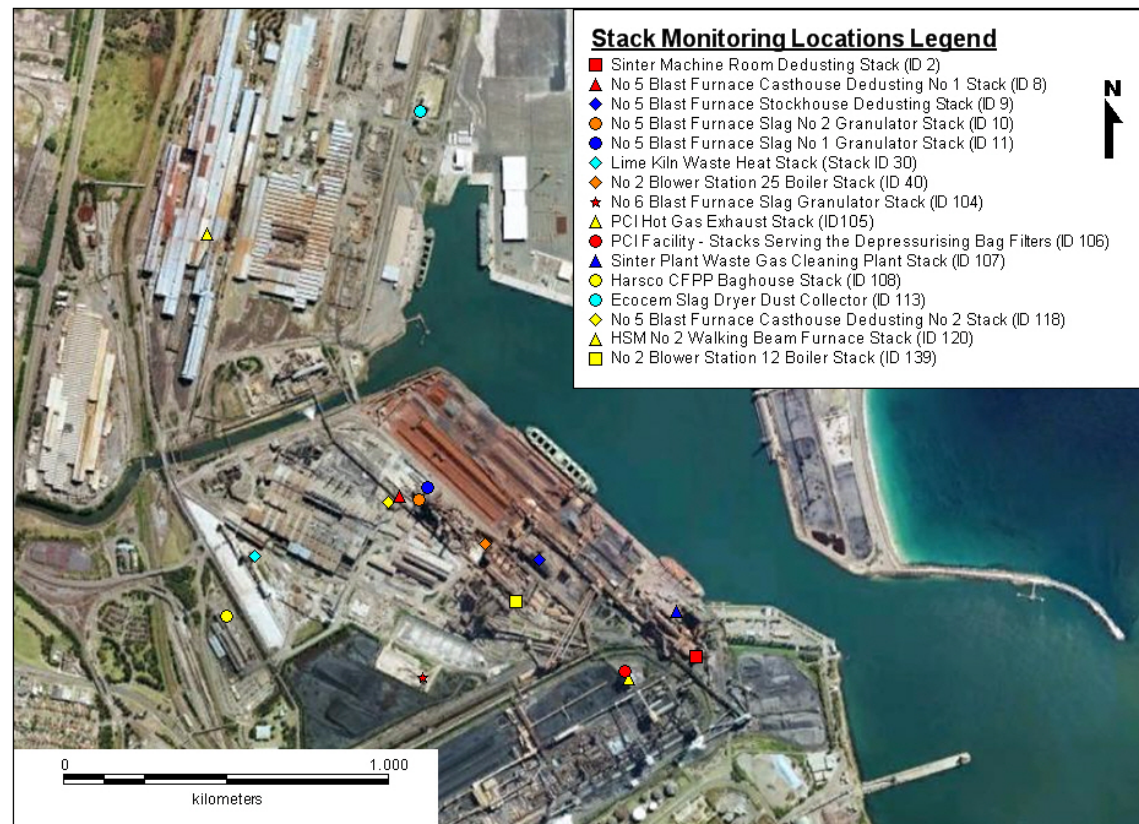 Stack Monitoring Locations Legend
Sinter Machine Room Dedusting Stack (ID 2)
No 5 Blast Furnace Casthouse Dedusting No 1 Stack (ID 8)
No 5 Blast Furnace Stockhouse Dedusting Stack (ID 9)
No 5 Blast Furnace Slag No 2 Granulator Stack (ID 10)
No 5 Blast Furnace Slag No 1 Granulator Stack (ID 11)
Lime Kiln Waste Heat Stack (Stack ID 30)
No 2 Blower Station 25 Boiler Stack (ID 40)
No 6 Blast Furnace Slag Granulator Stack (ID 104)
PCI Hot Gas Exhaust Stack (ID105)
PCI Facility - Stacks Serving the Depressurising Bag Filters (ID 106)
Sinter Plant Waste Gas Cleaning Plant Stack (ID 107)
Harsco CFPP Baghouse Stack (ID 108)
Ecocem Slag Dryer Dust Collector (ID 113)
No 5 Blast Furnace Casthouse Dedusting No 2 Stack (ID 118)
HSM No 2 Walking Beam Furnace Stack (ID 120)
No 2 Blower Station 12 Boiler Stack (ID 139)
N
0 1.000
kilometers